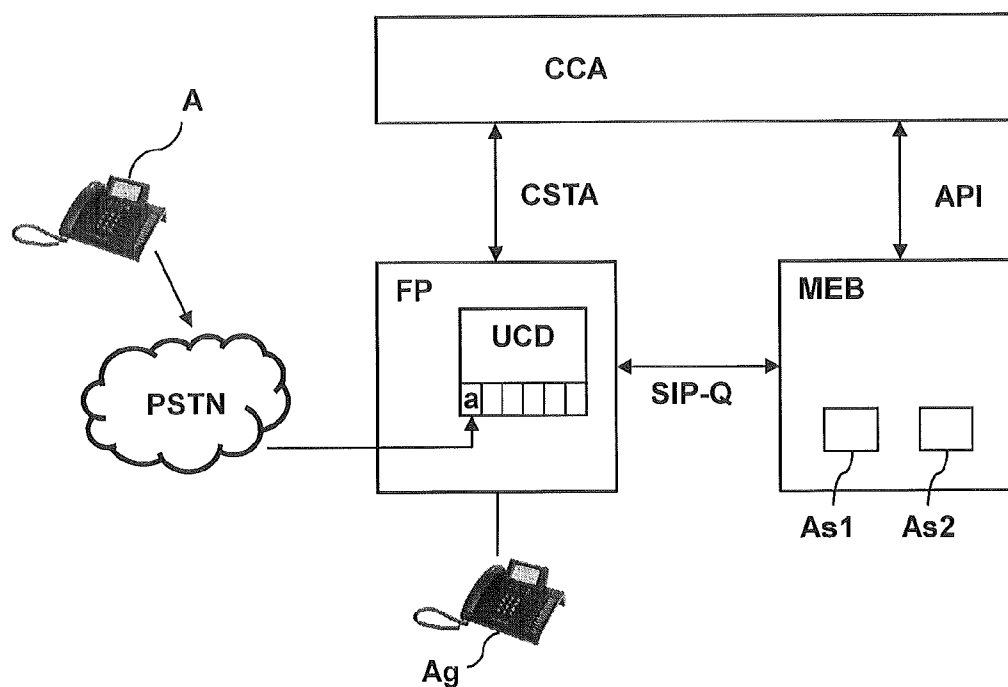 CCA
A
CSTA
API
FP
MEB
UCD
PSTN
a
SIP-Q
As1
As2
Ag